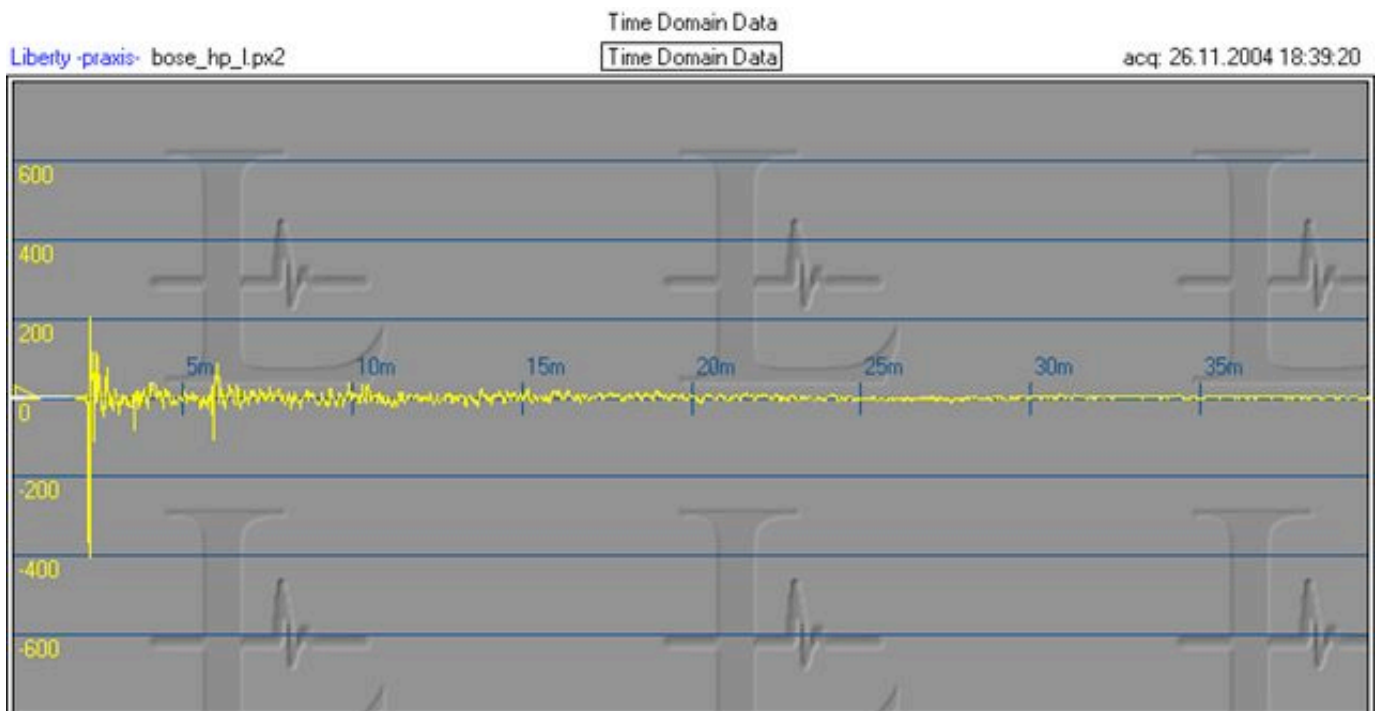 Time Domain Data
Liberty -praxis- bose_hp_l.px2 Time Domain Data acq: 26.11.2004 18:39:20
600
400
200
5m 10m 15m 20m 25m 30m 35m
0
-200
-400
-600